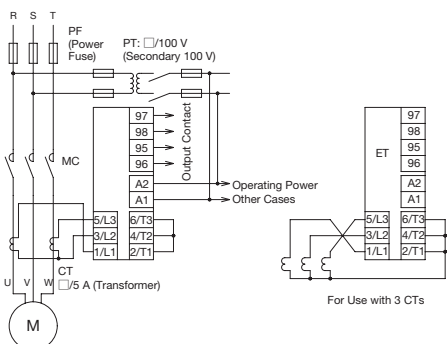 R S T
PF
(Power
Fuse)
PT: □/100 V
(Secondary 100 V)
97
98
95
96
A2
A1
Output Contact
MC
Operating Power
Other Cases
5/L3 6/T3
3/L2 4/T2
1/L1 2/T1
CT
□/5 A (Transformer)
U V W
M
97
98
95
96
ET
A2
A1
5/L3 6/T3
3/L2 4/T2
1/L1 2/T1
For Use with 3 CTs